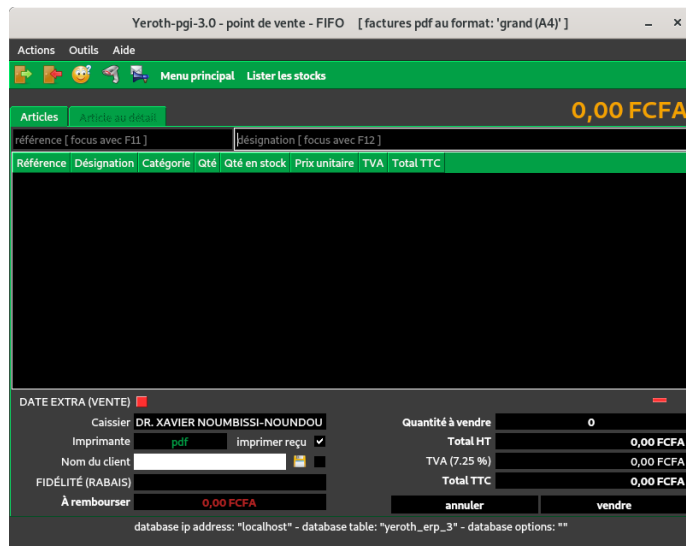 Yeroth-pgi-3.0 - point de vente - FIFO [ factures pdf au format: 'grand (A4)' ]
Actions Outils Aide
Menu principal Lister les stocks
Articles Article au détail 0,00 FCFA
référence [ focus avec F11 ] désignation [ focus avec F12 ]
Référence Désignation Catégorie Qté Qté en stock Prix unitaire TVA Total TTC
DATE EXTRA (VENTE)
Caissier DR. XAVIER NOUMBISSI-NOUNDOU Quantité à vendre 0
Imprimante pdf imprimer reçu Total HT 0,00 FCFA
Nom du client TVA (7.25 %) 0,00 FCFA
FIDÉLITÉ (RABAIS) Total TTC 0,00 FCFA
À rembourser 0,00 FCFA annuler vendre
database ip address: "localhost" - database table: "yeroth_erp_3" - database options: ""